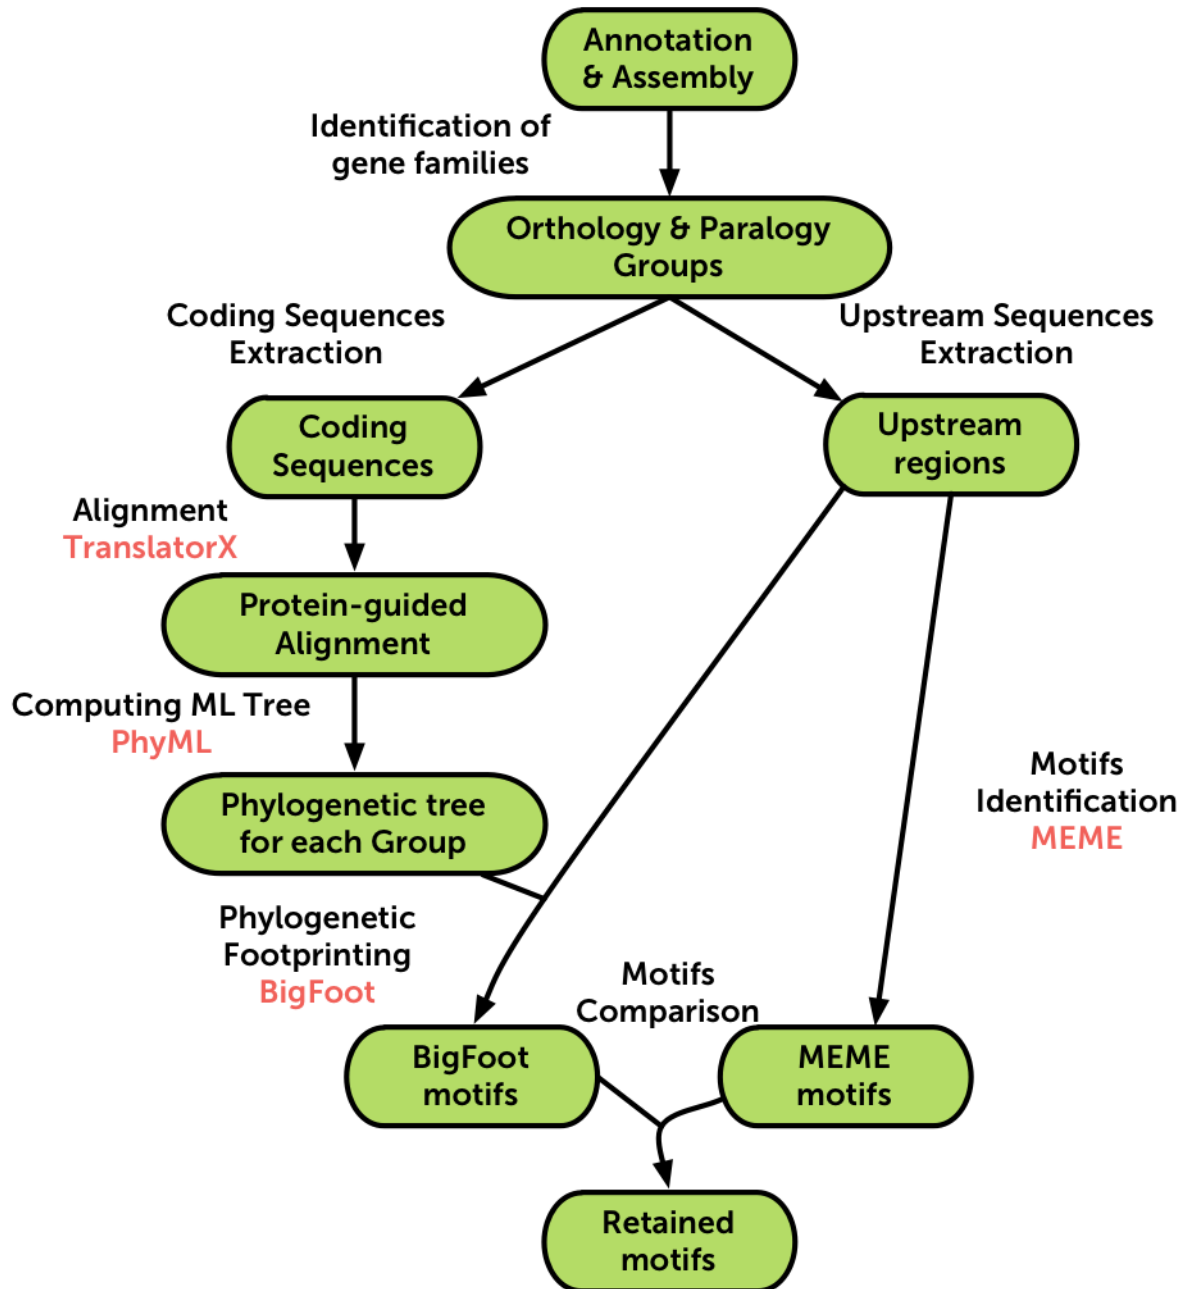 Annotation
& Assembly
Identification of
gene families
Orthology & Paralogy
Groups
Coding Sequences
Extraction
Upstream Sequences
Extraction
Coding
Sequences
Upstream
regions
Alignment
TranslatorX
Protein-guided
Alignment
Computing ML Tree
PhyML
Phylogenetic tree
for each Group
Motifs
Identification
MEME
Phylogenetic
Footprinting
BigFoot
Motifs
Comparison
BigFoot
motifs
MEME
motifs
Retained
motifs